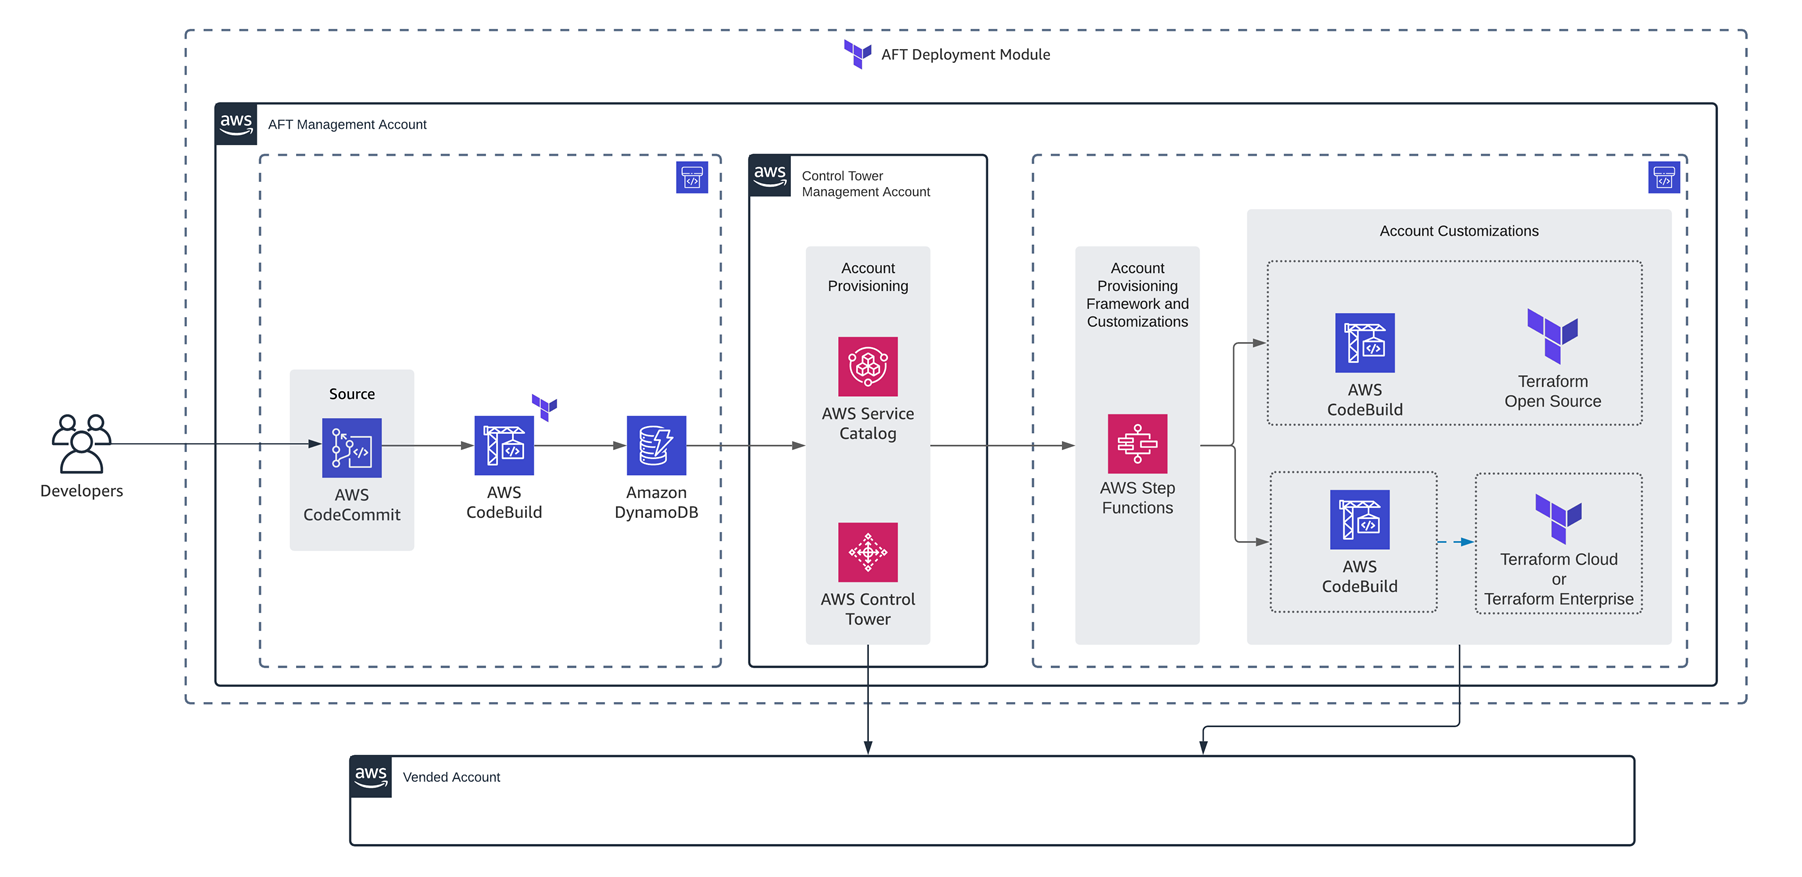 AFT Deployment Module
aws
AFT Management Account
aws
Control Tower
Management Account
Account Customizations
Account
Provisioning
Account
Provisioning
Framework and
Customizations
Source
AWS
CodeCommit
AWS
CodeBuild
Amazon
DynamoDB
Developers
AWS Service
Catalog
AWS Control
Tower
AWS Step
Functions
AWS
CodeBuild
Terraform
Open Source
AWS
CodeBuild
Terraform Cloud
or
Terraform Enterprise
aws
Vended Account